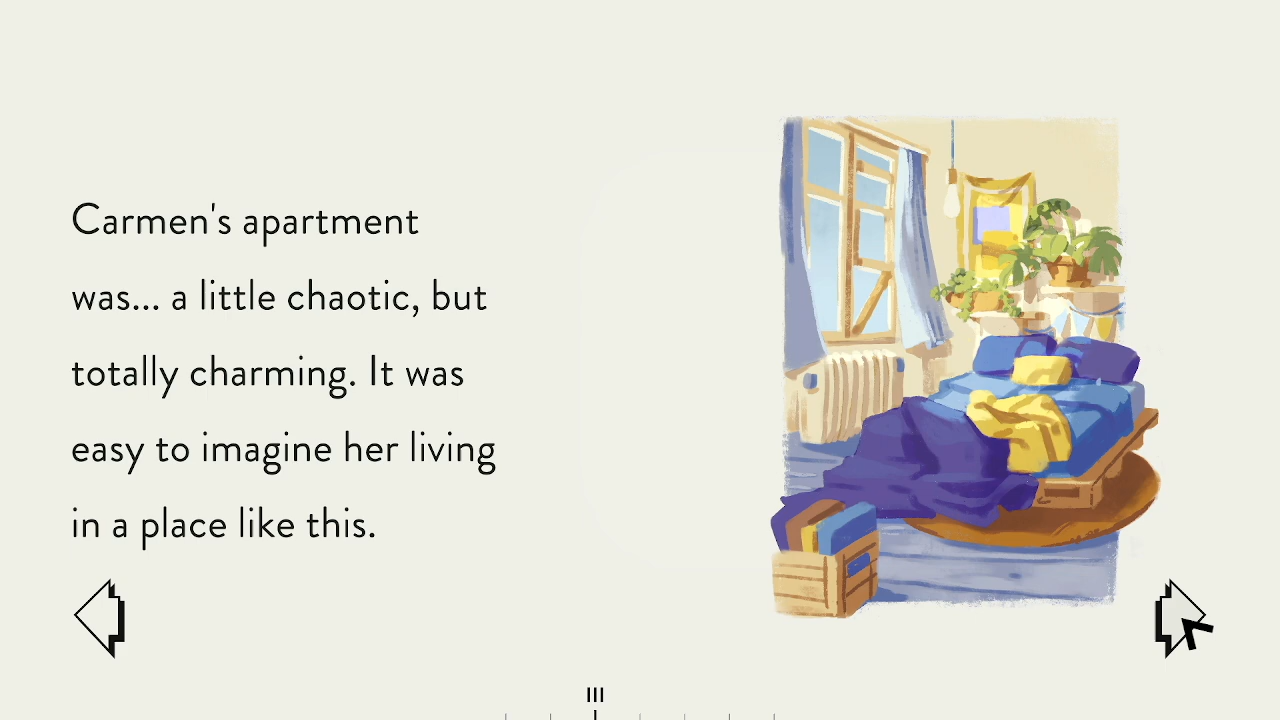 Carmen's apartment
was... a little chaotic, but
totally charming. It was
easy to imagine her living
in a place like this.
III